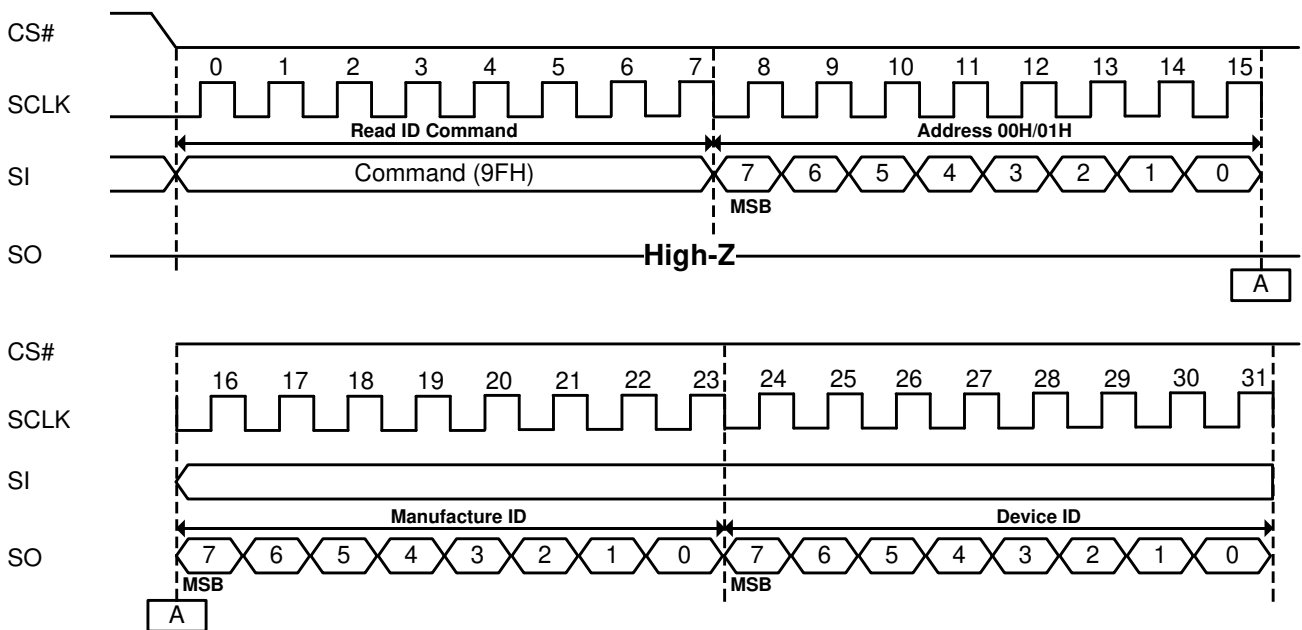 CS#
0 1 2 3 4 5 6 7 8 9 10 11 12 13 14 15
SCLK
Read ID Command Address 00H/01H
SI Command (9FH) 7 6 5 4 3 2 1 0
MSB
SO High-Z
A
CS#
16 17 18 19 20 21 22 23 24 25 26 27 28 29 30 31
SCLK
SI
Manufacture ID Device ID
SO 7 6 5 4 3 2 1 0 7 6 5 4 3 2 1 0
MSB MSB
A